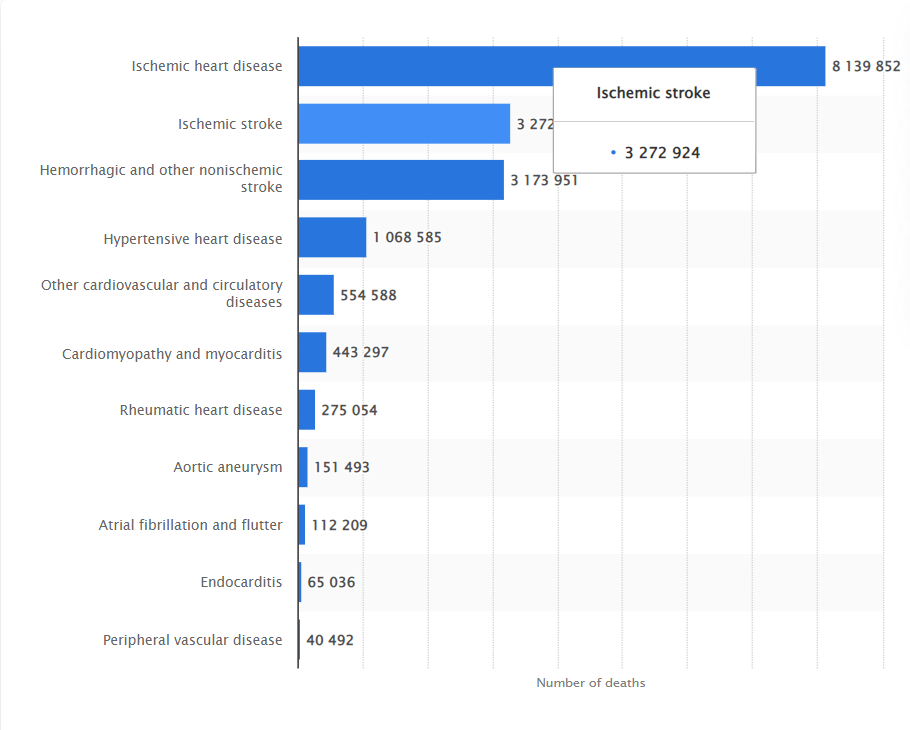 Ischemic heart disease
8 139 852
Ischemic stroke
3 272
Ischemic stroke
• 3 272 924
Hemorrhagic and other nonischemic
stroke
3 173 951
Hypertensive heart disease
1 068 585
Other cardiovascular and circulatory
diseases
554 588
Cardiomyopathy and myocarditis
443 297
Rheumatic heart disease
275 054
Aortic aneurysm
151 493
Atrial fibrillation and flutter
112 209
Endocarditis
65 036
Peripheral vascular disease
40 492
Number of deaths